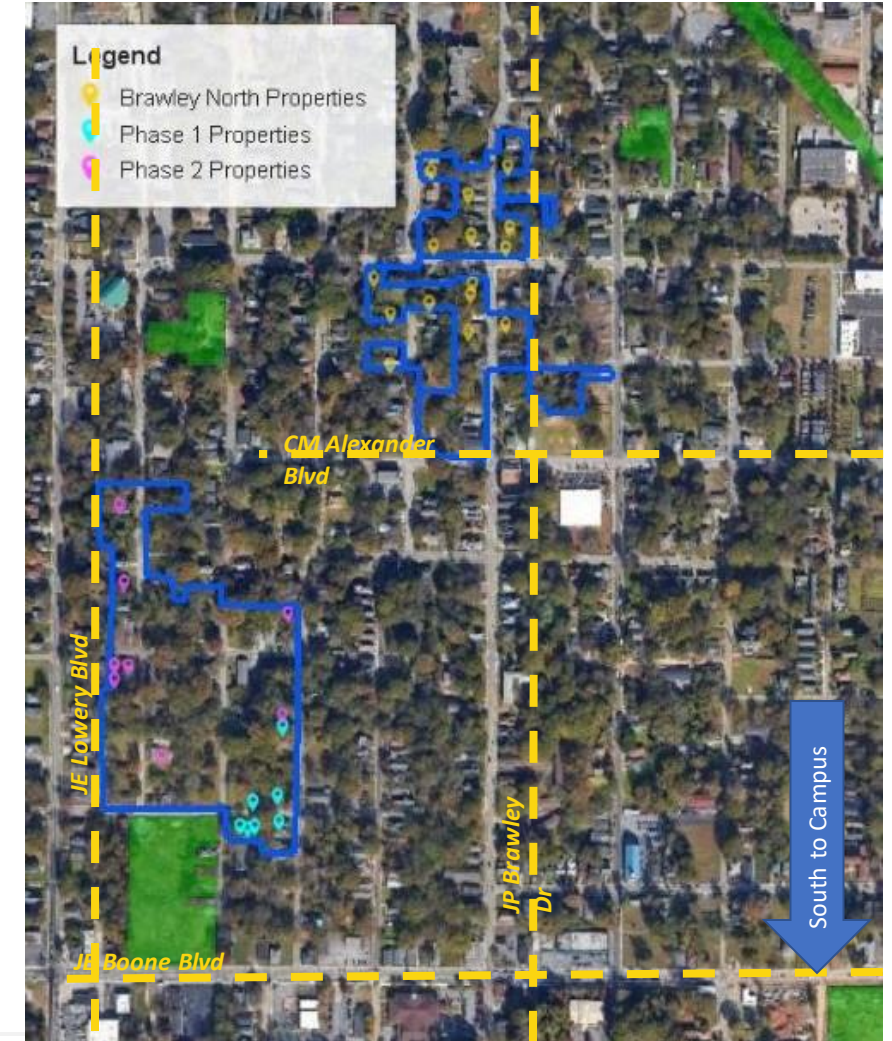 Legend
Brawley North Properties
Phase 1 Properties
Phase 2 Properties
CM Alexander
Blvd
JE Lowery Blvd
JP Brawley
Dr
South to Campus
JE Boone Blvd